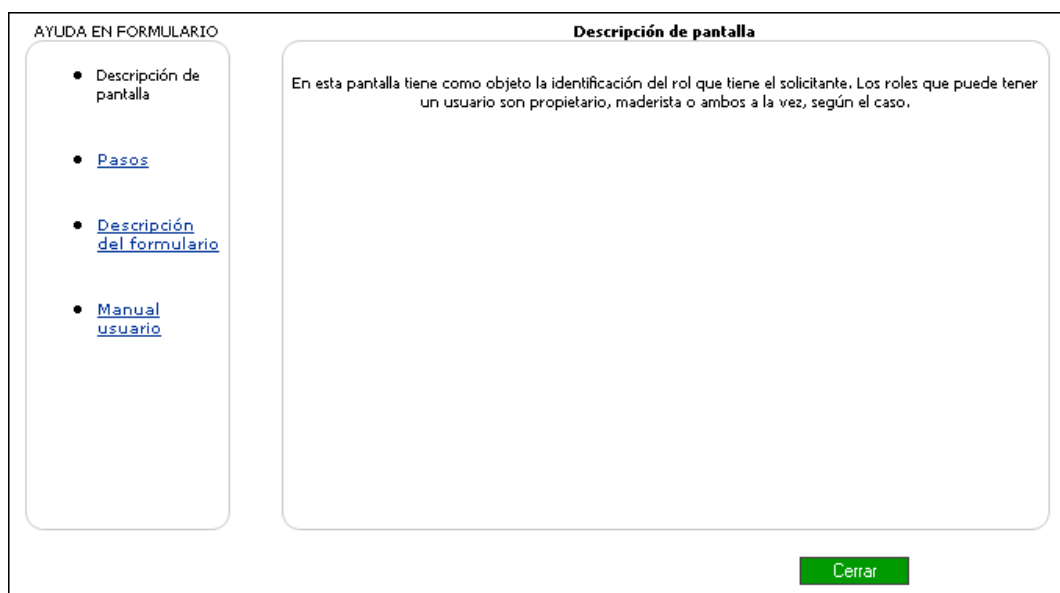 AYUDA EN FORMULARIO
Descripción de
pantalla
Pasos
Descripción
del formulario
Manual
usuario
Descripción de pantalla
En esta pantalla tiene como objeto la identificación del rol que tiene el solicitante. Los roles que puede tener
un usuario son propietario, maderista o ambos a la vez, según el caso.
Cerrar